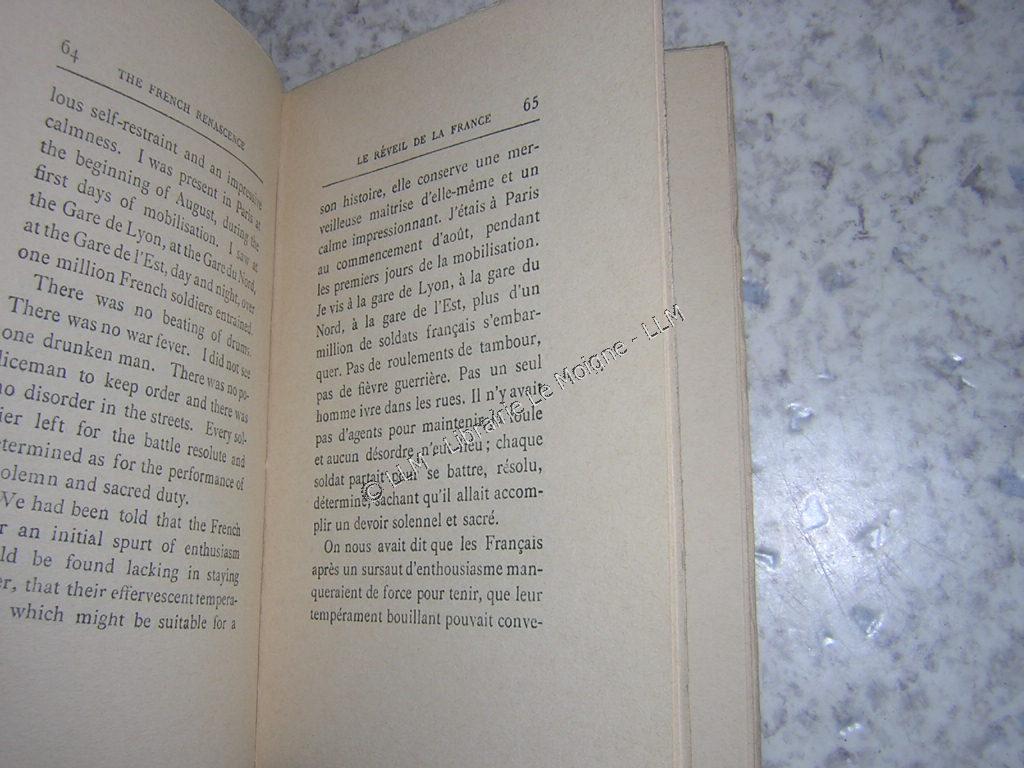 64
THE FRENCH RENASCENCE
lous self-restraint and an impressive
calmness. I was present in Paris at
the beginning of August, during the
first days of mobilisation. I saw at
the Gare de Lyon, at the Gare du Nord,
at the Gare de l'Est, day and night, over
one million French soldiers entrained.
There was no beating of drums.
There was no war fever. I did not see
one drunken man. There was no po-
liceman to keep order and there was
no disorder in the streets. Every sol-
ier left for the battle resolute and
etermined as for the performance of
olemn and sacred duty.
We had been told that the French
r an initial spurt of enthusiasm
ld be found lacking in staying
er, that their effervescent tempera-
which might be suitable for a
65
LE RÉVEIL DE LA FRANCE
son histoire, elle conserve une mer-
veilleuse maîtrise d'elle-même et un
calme impressionnant. J'étais à Paris
au commencement d'août, pendant
les premiers jours de la mobilisation.
Je vis à la gare de Lyon, à la gare du
Nord, à la gare de l'Est, plus d'un
million de soldats français s'embar-
quer. Pas de roulements de tambour,
pas de fièvre guerrière. Pas un seul
homme ivre dans les rues. Il n'y avait
pas d'agents pour maintenir la foule
et aucun désordre n'eut lieu ; chaque
soldat partait pour se battre, résolu,
déterminé, sachant qu'il allait accom-
plir un devoir solennel et sacré.
On nous avait dit que les Français
après un sursaut d'enthousiasme man-
queraient de force pour tenir, que leur
tempérament bouillant pouvait conve-
© LLM - Librairie Le Moigne - LLM